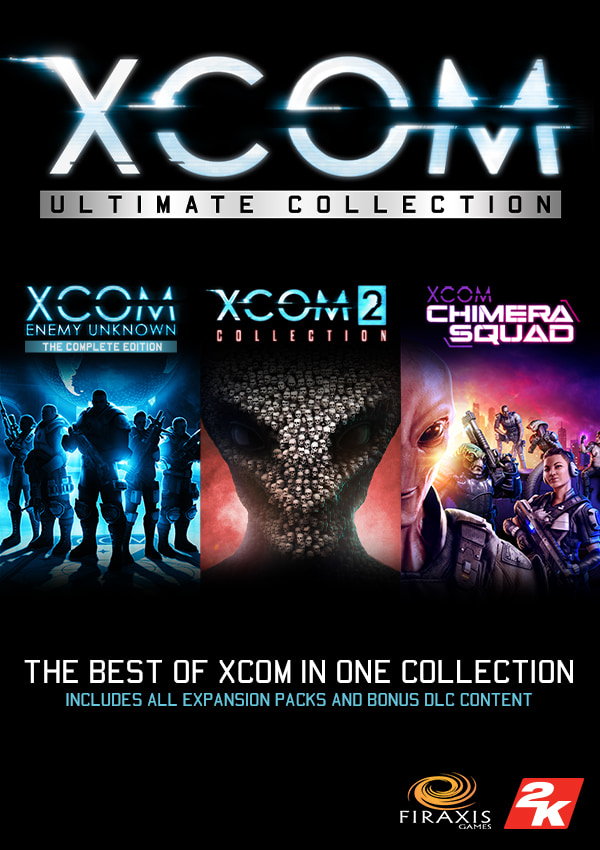 XCOM
ULTIMATE COLLECTION
XCOM
ENEMY UNKNOWN
THE COMPLETE EDITION
XCOM 2
COLLECTION
XCOM
CHIMERA
SQUAD
THE BEST OF XCOM IN ONE COLLECTION
INCLUDES ALL EXPANSION PACKS AND BONUS DLC CONTENT
FIRAXIS
GAMES
2K